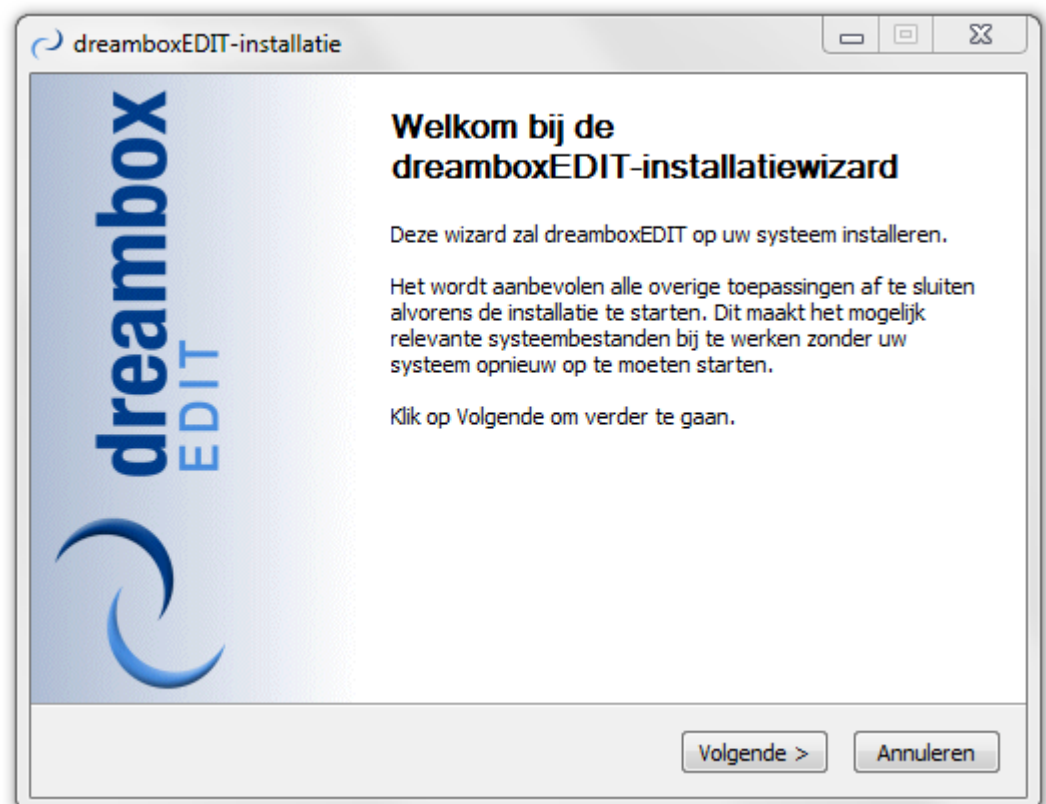 dreamboxEDIT-installatie
dreambox
EDIT
Welkom bij de
dreamboxEDIT-installatiewizard
Deze wizard zal dreamboxEDIT op uw systeem installeren.
Het wordt aanbevolen alle overige toepassingen af te sluiten
alvorens de installatie te starten. Dit maakt het mogelijk
relevante systeembestanden bij te werken zonder uw
systeem opnieuw op te moeten starten.
Klik op Volgende om verder te gaan.
Volgende >
Annuleren